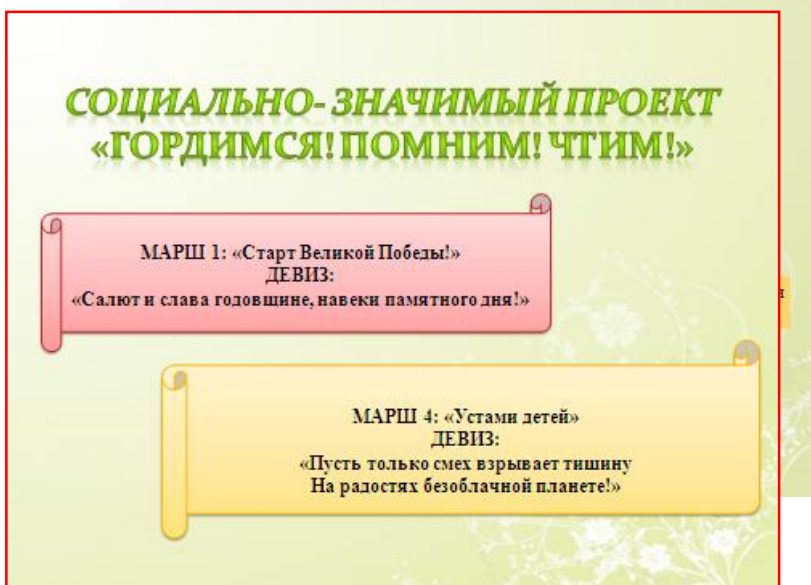 СОЦИАЛЬНО- ЗНАЧИМЫЙ ПРОЕКТ
«ГОРДИМСЯ! ПОМНИМ! ЧТИМ!»
МАРШ 1: «Старт Великой Победы!»
ДЕВИЗ:
«Салют и слава годовщине, навеки памятного дня!»
МАРШ 4: «Устами детей»
ДЕВИЗ:
«Пусть только смех взрывает тишину
На радостях безоблачной планете!»